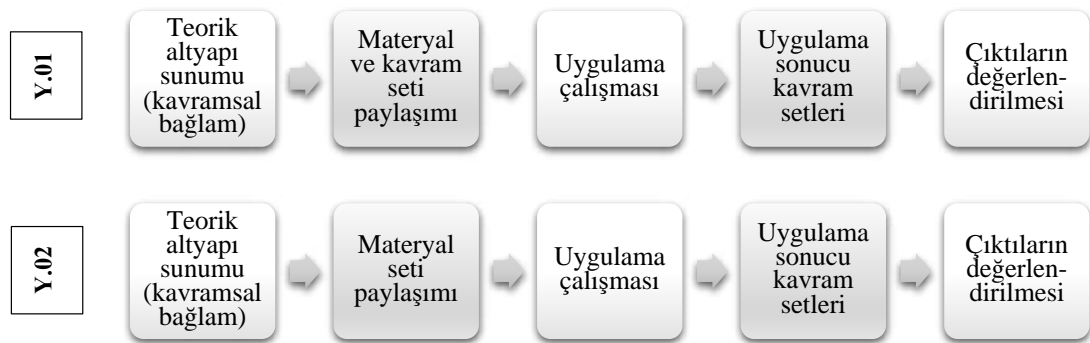 Y.01
Teorik
altyapı
sunumu
(kavramsal
bağlam)
Materyal
ve kavram
seti
paylaşımı
Uygulama
çalışması
Uygulama
sonucu
kavram
setleri
Çıktıların
değerlen-
dirilmesi
Y.02
Teorik
altyapı
sunumu
(kavramsal
bağlam)
Materyal
seti
paylaşımı
Uygulama
çalışması
Uygulama
sonucu
kavram
setleri
Çıktıların
değerlen-
dirilmesi